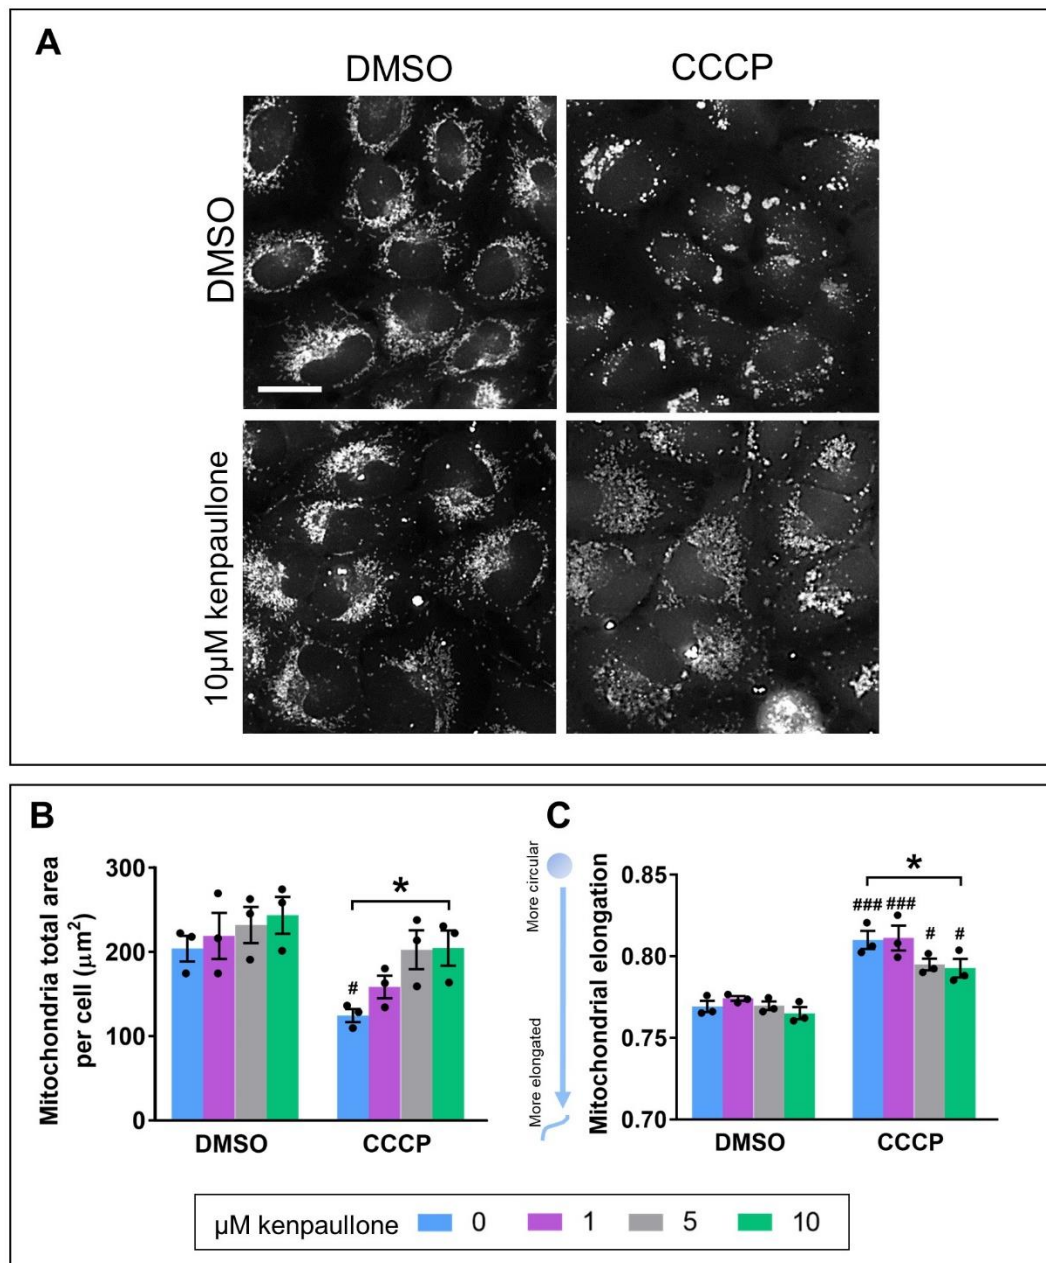 A
DMSO
CCCP
DMSO
10μM kenpaullone
B
Mitochondria total area
per cell (μm²)
300
200
100
0
#
*
DMSO
CCCP
C
More circular
More elongated
Mitochondrial elongation
0.85
0.80
0.75
0.70
###
###
#
#
*
DMSO
CCCP
μM kenpaullone
0
1
5
10